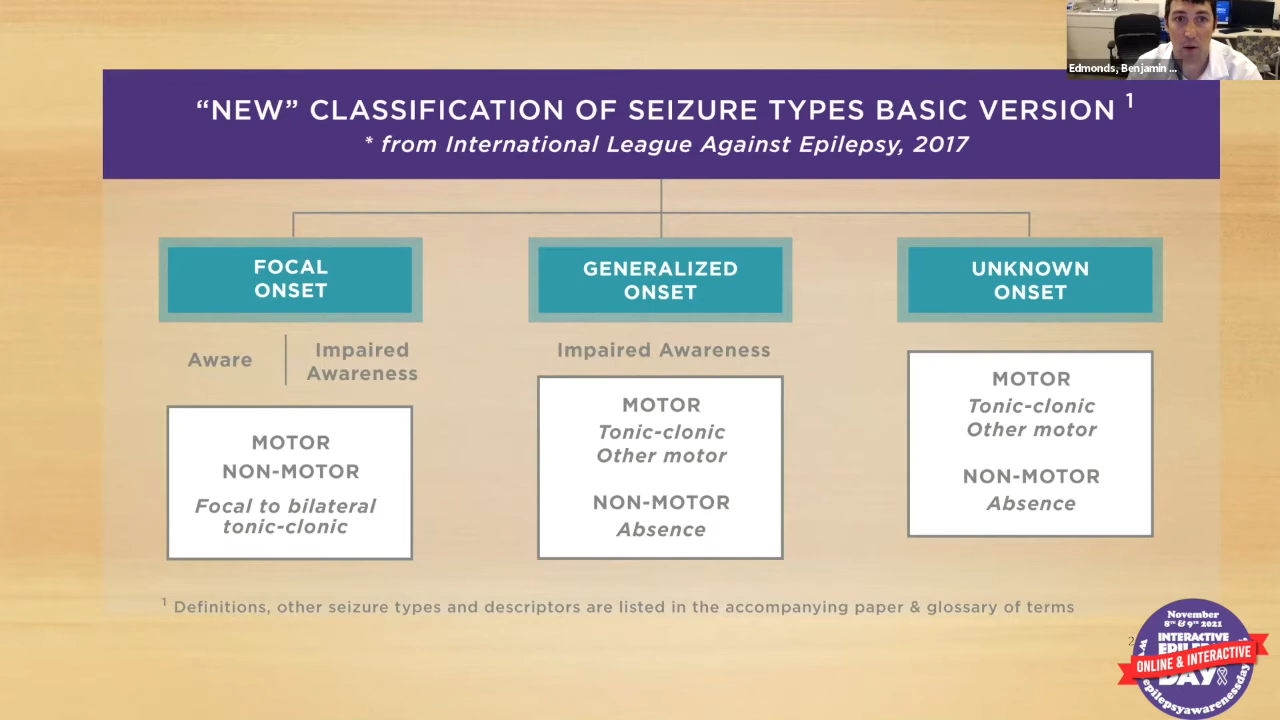 Edmonds, Benjamin ...
“NEW” CLASSIFICATION OF SEIZURE TYPES BASIC VERSION ¹
* from International League Against Epilepsy, 2017
FOCAL
ONSET
Aware
Impaired
Awareness
MOTOR
NON-MOTOR
Focal to bilateral
tonic-clonic
GENERALIZED
ONSET
Impaired Awareness
MOTOR
Tonic-clonic
Other motor
NON-MOTOR
Absence
UNKNOWN
ONSET
MOTOR
Tonic-clonic
Other motor
NON-MOTOR
Absence
¹ Definitions, other seizure types and descriptors are listed in the accompanying paper & glossary of terms
November
8TH & 9TH 2021
INTERACTIVE
ONLINE & INTERACTIVE
DAY
epilepsyawarenessday